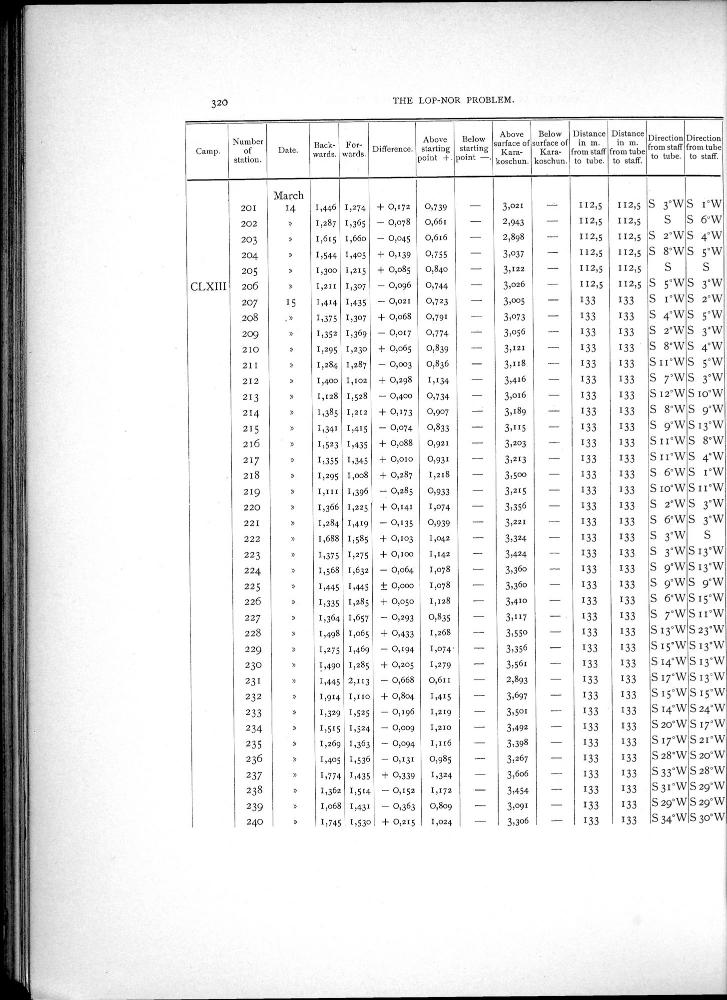 320 THE LOP-NOR PROBLEM.
Camp. | Number of station. | Date. | Back-wards. | For-wards. | Difference. | Above starting point +. | Below starting point —. | Above surface of Kara-koschun. | Below surface of Kara-koschun. | Distance in m. from staff to tube. | Distance in m. from tube to staff. | Direction from staff to tube. | Direction from tube to staff.
March
201 14 1,446 1,274 + 0,172 0,739 — 3,021 — 112,5 112,5 S 3°W S 1°W
202 » 1,287 1,365 − 0,078 0,661 — 2,943 — 112,5 112,5 S S 6°W
203 » 1,615 1,660 − 0,045 0,616 — 2,898 — 112,5 112,5 S 2°W S 4°W
204 » 1,544 1,405 + 0,139 0,755 — 3,037 — 112,5 112,5 S 8°W S 5°W
205 » 1,300 1,215 + 0,085 0,840 — 3,122 — 112,5 112,5 S S
CLXIII 206 » 1,211 1,307 − 0,096 0,744 — 3,026 — 112,5 112,5 S 5°W S 3°W
207 15 1,414 1,435 − 0,021 0,723 — 3,005 — 133 133 S 1°W S 2°W
208 » 1,375 1,307 + 0,068 0,791 — 3,073 — 133 133 S 4°W S 5°W
209 » 1,352 1,369 − 0,017 0,774 — 3,056 — 133 133 S 2°W S 3°W
210 » 1,295 1,230 + 0,065 0,839 — 3,121 — 133 133 S 8°W S 4°W
211 » 1,284 1,287 − 0,003 0,836 — 3,118 — 133 133 S 11°W S 5°W
212 » 1,400 1,102 + 0,298 1,134 — 3,416 — 133 133 S 7°W S 3°W
213 » 1,128 1,528 − 0,400 0,734 — 3,016 — 133 133 S 12°W S 10°W
214 » 1,385 1,212 + 0,173 0,907 — 3,189 — 133 133 S 8°W S 9°W
215 » 1,341 1,415 − 0,074 0,833 — 3,115 — 133 133 S 9°W S 13°W
216 » 1,523 1,435 + 0,088 0,921 — 3,203 — 133 133 S 11°W S 8°W
217 » 1,355 1,345 + 0,010 0,931 — 3,213 — 133 133 S 11°W S 4°W
218 » 1,295 1,008 + 0,287 1,218 — 3,500 — 133 133 S 6°W S 1°W
219 » 1,111 1,396 − 0,285 0,933 — 3,215 — 133 133 S 10°W S 11°W
220 » 1,366 1,225 + 0,141 1,074 — 3,356 — 133 133 S 2°W S 3°W
221 » 1,284 1,419 − 0,135 0,939 — 3,221 — 133 133 S 6°W S 3°W
222 » 1,688 1,585 + 0,103 1,042 — 3,324 — 133 133 S 3°W S
223 » 1,375 1,275 + 0,100 1,142 — 3,424 — 133 133 S 3°W S 13°W
224 » 1,568 1,632 − 0,064 1,078 — 3,360 — 133 133 S 9°W S 13°W
225 » 1,445 1,445 ± 0,000 1,078 — 3,360 — 133 133 S 9°W S 9°W
226 » 1,335 1,285 + 0,050 1,128 — 3,410 — 133 133 S 6°W S 15°W
227 » 1,364 1,657 − 0,293 0,835 — 3,117 — 133 133 S 7°W S 11°W
228 » 1,498 1,065 + 0,433 1,268 — 3,550 — 133 133 S 13°W S 23°W
229 » 1,275 1,469 − 0,194 1,074 — 3,356 — 133 133 S 15°W S 13°W
230 » 1,490 1,285 + 0,205 1,279 — 3,561 — 133 133 S 14°W S 13°W
231 » 1,445 2,113 − 0,668 0,611 — 2,893 — 133 133 S 17°W S 13°W
232 » 1,914 1,110 + 0,804 1,415 — 3,697 — 133 133 S 15°W S 15°W
233 » 1,329 1,525 − 0,196 1,219 — 3,501 — 133 133 S 14°W S 24°W
234 » 1,515 1,524 − 0,009 1,210 — 3,492 — 133 133 S 20°W S 17°W
235 » 1,269 1,363 − 0,094 1,116 — 3,398 — 133 133 S 17°W S 21°W
236 » 1,405 1,536 − 0,131 0,985 — 3,267 — 133 133 S 28°W S 20°W
237 » 1,774 1,435 + 0,339 1,324 — 3,606 — 133 133 S 33°W S 28°W
238 » 1,362 1,514 − 0,152 1,172 — 3,454 — 133 133 S 31°W S 29°W
239 » 1,068 1,431 − 0,363 0,809 — 3,091 — 133 133 S 29°W S 29°W
240 » 1,745 1,530 + 0,215 1,024 — 3,306 — 133 133 S 34°W S 30°W